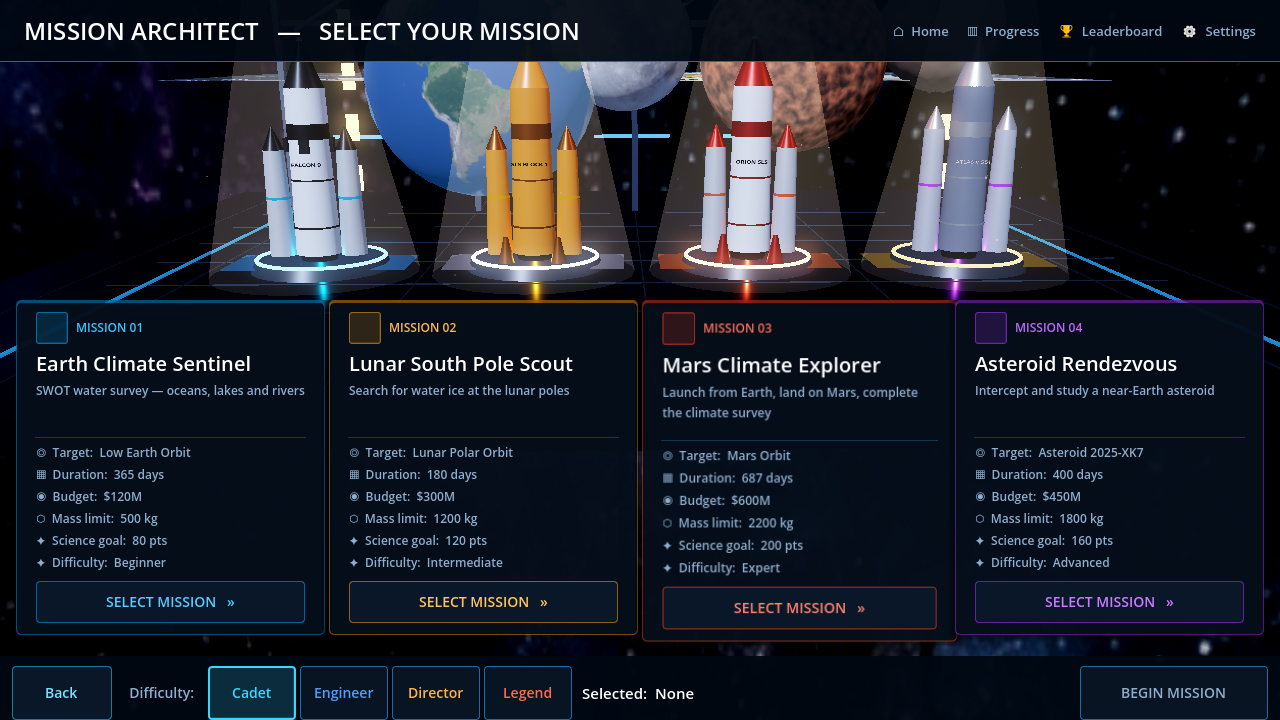 MISSION ARCHITECT — SELECT YOUR MISSION
Home
Progress
Leaderboard
Settings
FALCON 9
ORION SLS
MISSION 01
Earth Climate Sentinel
SWOT water survey — oceans, lakes and rivers
Target: Low Earth Orbit
Duration: 365 days
Budget: $120M
Mass limit: 500 kg
Science goal: 80 pts
Difficulty: Beginner
SELECT MISSION »
MISSION 02
Lunar South Pole Scout
Search for water ice at the lunar poles
Target: Lunar Polar Orbit
Duration: 180 days
Budget: $300M
Mass limit: 1200 kg
Science goal: 120 pts
Difficulty: Intermediate
SELECT MISSION »
MISSION 03
Mars Climate Explorer
Launch from Earth, land on Mars, complete
the climate survey
Target: Mars Orbit
Duration: 687 days
Budget: $600M
Mass limit: 2200 kg
Science goal: 200 pts
Difficulty: Expert
SELECT MISSION »
MISSION 04
Asteroid Rendezvous
Intercept and study a near-Earth asteroid
Target: Asteroid 2025-XK7
Duration: 400 days
Budget: $450M
Mass limit: 1800 kg
Science goal: 160 pts
Difficulty: Advanced
SELECT MISSION »
Back
Difficulty:
Cadet
Engineer
Director
Legend
Selected: None
BEGIN MISSION